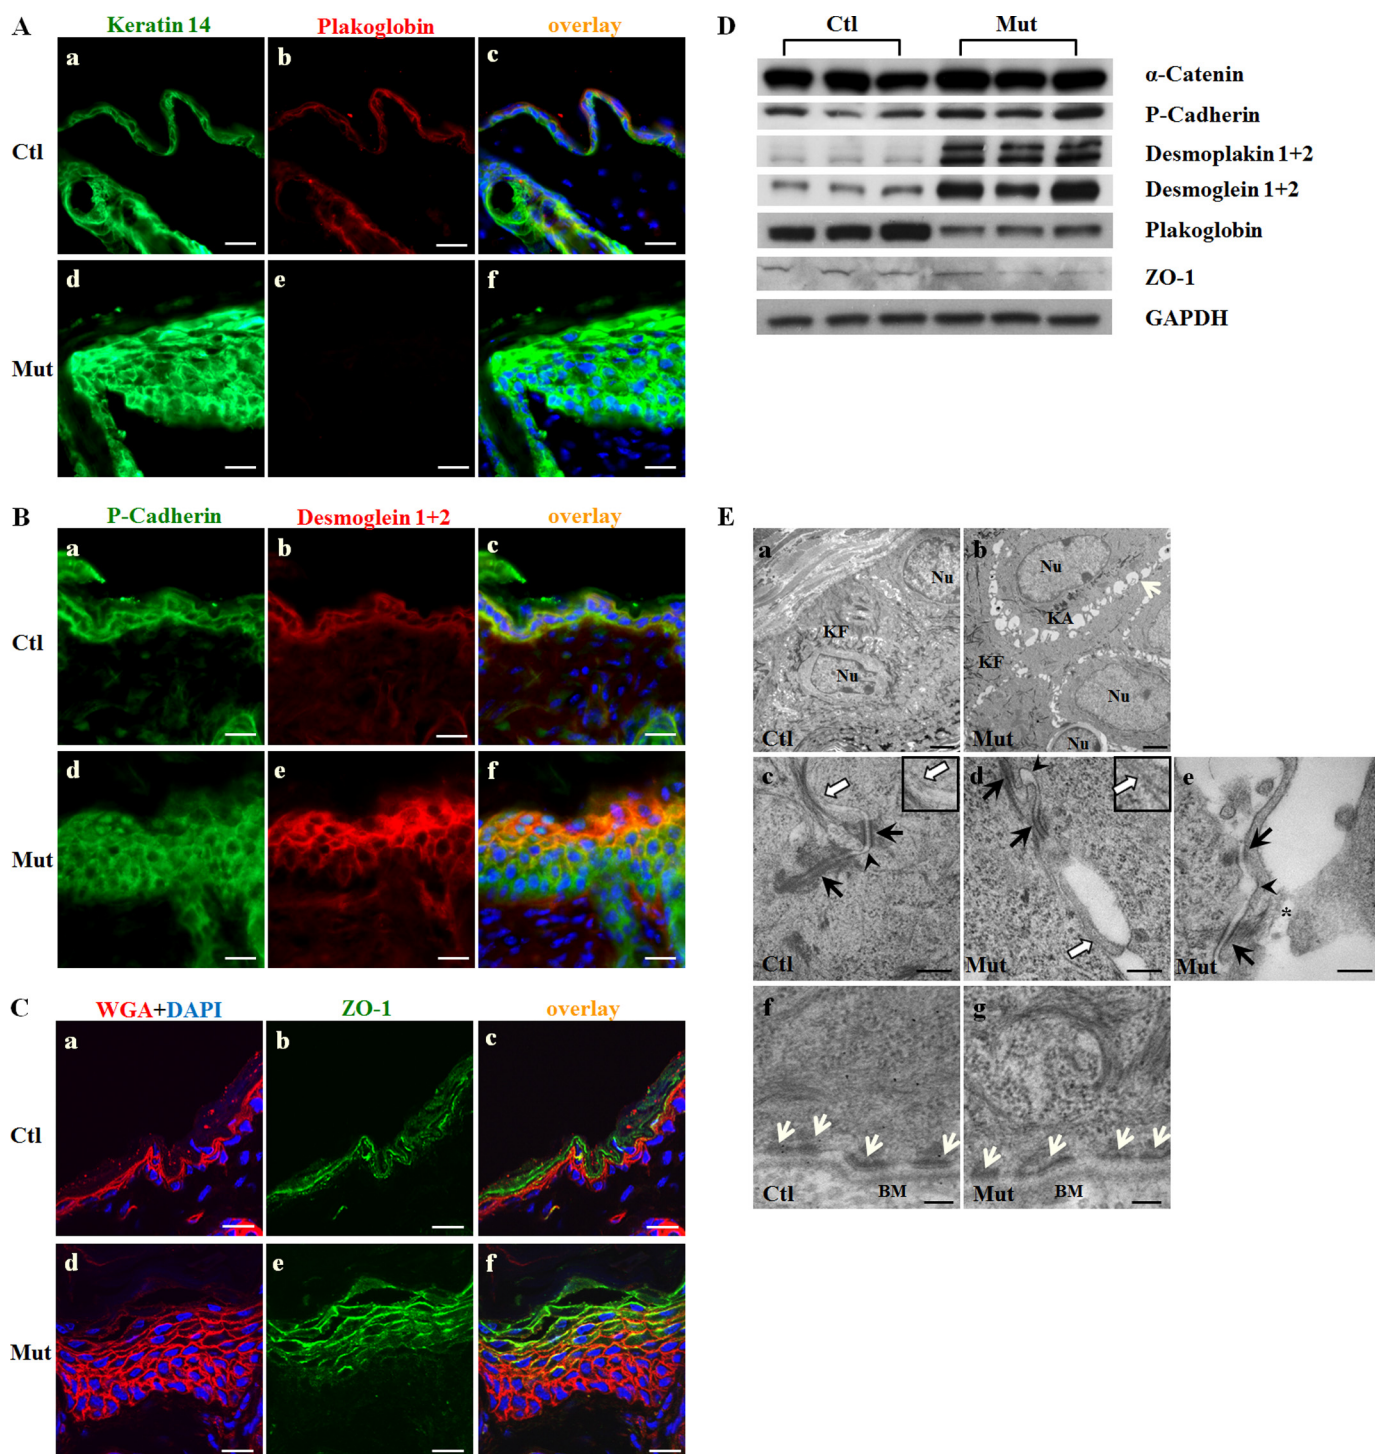 A
Keratin 14 Plakoglobin overlay
a b c
Ctl
d e f
Mut
B
P-Cadherin Desmoglein 1+2 overlay
a b c
Ctl
d e f
Mut
C
WGA+DAPI ZO-1 overlay
a b c
Ctl
d e f
Mut
D
Ctl Mut
α-Catenin
P-Cadherin
Desmoplakin 1+2
Desmoglein 1+2
Plakoglobin
ZO-1
GAPDH
E
a b
Nu Nu
KF KA
KF
Nu Nu
Nu
Ctl Mut
c d e
*
Ctl Mut Mut
f g
Ctl BM Mut BM